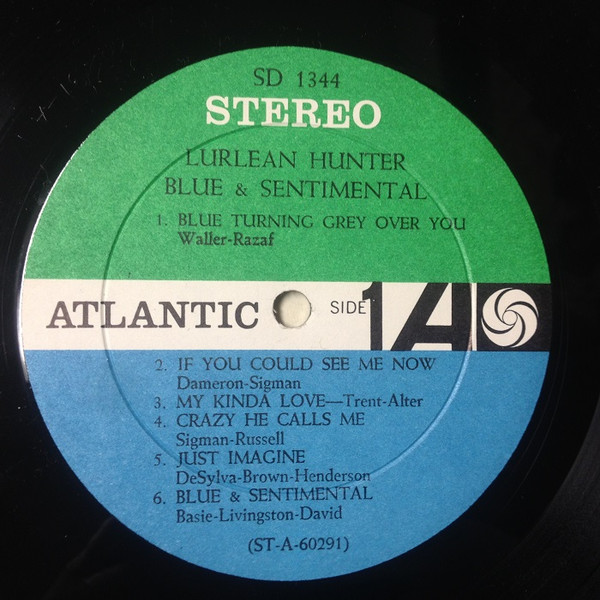 SD 1344
STEREO
LURLEAN HUNTER
BLUE & SENTIMENTAL
1. BLUE TURNING GREY OVER YOU
Waller-Razaf
ATLANTIC SIDE 1 A
2. IF YOU COULD SEE ME NOW
Dameron-Sigman
3. MY KINDA LOVE—Trent-Alter
4. CRAZY HE CALLS ME
Sigman-Russell
5. JUST IMAGINE
DeSylva-Brown-Henderson
6. BLUE & SENTIMENTAL
Basie-Livingston-David
(ST-A-60291)